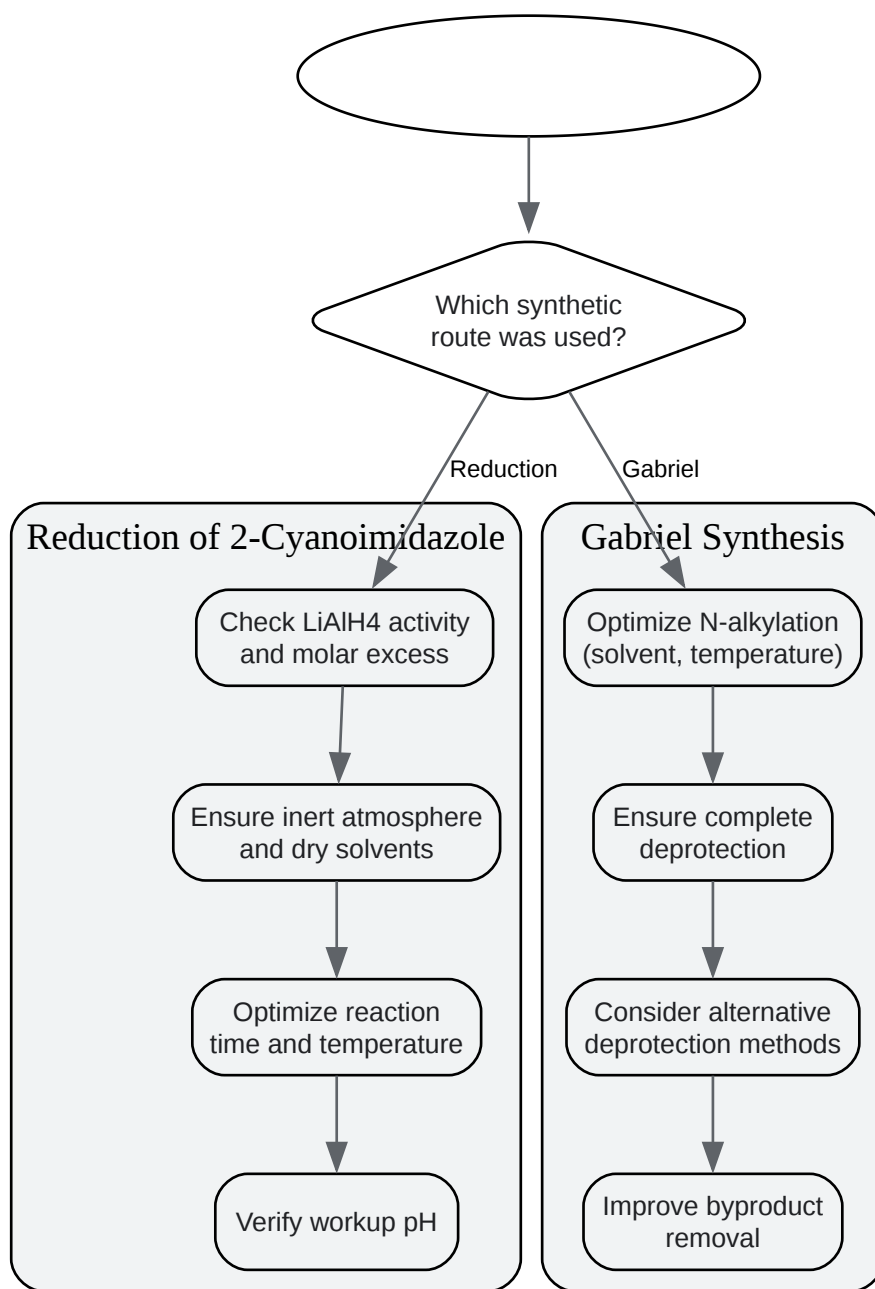 Which synthetic
route was used?
Reduction
Gabriel
Reduction of 2-Cyanoimidazole
Check LiAlH4 activity
and molar excess
Ensure inert atmosphere
and dry solvents
Optimize reaction
time and temperature
Verify workup pH
Gabriel Synthesis
Optimize N-alkylation
(solvent, temperature)
Ensure complete
deprotection
Consider alternative
deprotection methods
Improve byproduct
removal